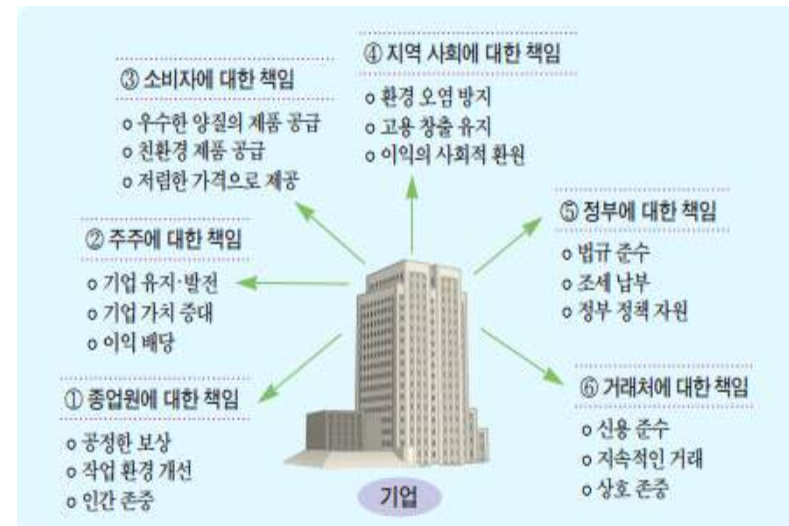 ④ 지역 사회에 대한 책임
o 환경 오염 방지
o 고용 창출 유지
o 이익의 사회적 환원
③ 소비자에 대한 책임
o 우수한 양질의 제품 공급
o 친환경 제품 공급
o 저렴한 가격으로 제공
⑤ 정부에 대한 책임
o 법규 준수
o 조세 납부
o 정부 정책 자원
② 주주에 대한 책임
o 기업 유지·발전
o 기업 가치 증대
o 이익 배당
① 종업원에 대한 책임
o 공정한 보상
o 작업 환경 개선
o 인간 존중
⑥ 거래처에 대한 책임
o 신용 준수
o 지속적인 거래
o 상호 존중
기업